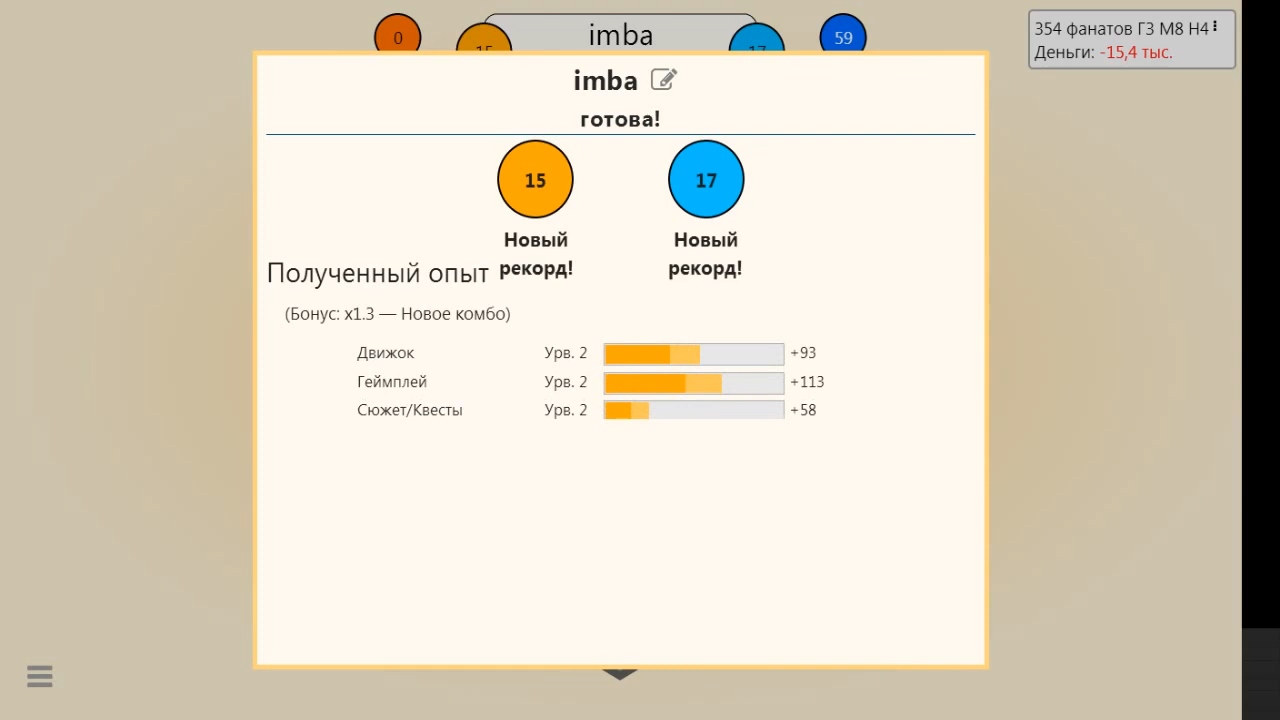 0
15
imba
17
59
354 фанатов Г3 М8 Н4
Деньги: -15,4 тыс.
imba
готова!
15
17
Новый рекорд!
Новый рекорд!
Полученный опыт
(Бонус: x1.3 — Новое комбо)
Движок Урв. 2 +93
Геймплей Урв. 2 +113
Сюжет/Квесты Урв. 2 +58